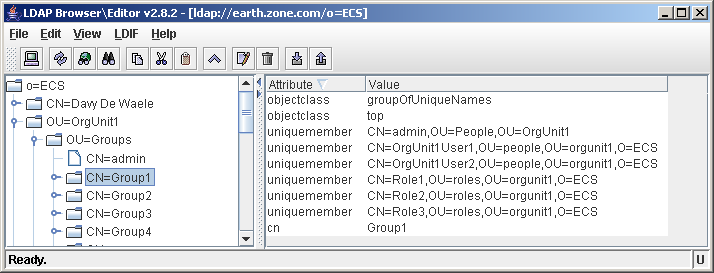 LDAP Browser\Editor v2.8.2 - [ldap://earth.zone.com/o=ECS]
File Edit View LDIF Help
o=ECS
CN=Davy De Waele
OU=OrgUnit1
OU=Groups
CN=admin
CN=Group1
CN=Group2
CN=Group3
CN=Group4
Attribute Value
objectclass groupOfUniqueNames
objectclass top
uniquemember CN=admin,OU=People,OU=OrgUnit1
uniquemember CN=OrgUnit1User1,OU=people,OU=orgunit1,O=ECS
uniquemember CN=OrgUnit1User2,OU=people,OU=orgunit1,O=ECS
uniquemember CN=Role1,OU=roles,OU=orgunit1,O=ECS
uniquemember CN=Role2,OU=roles,OU=orgunit1,O=ECS
uniquemember CN=Role3,OU=roles,OU=orgunit1,O=ECS
cn Group1
Ready. U